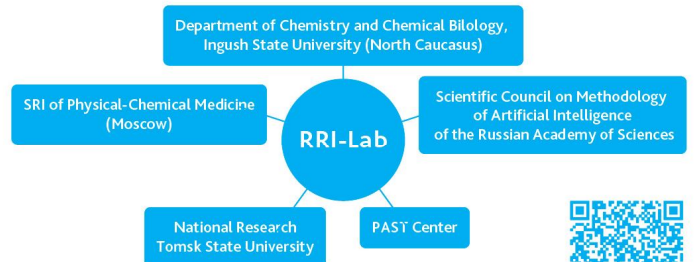 Department of Chemistry and Chemical Bilology,
Ingush State University (North Caucasus)
SRI of Physical-Chemical Medicine
(Moscow)
Scientific Council on Methodology
of Artificial Intelligence
of the Russian Academy of Sciences
RRI-Lab
National Research
Tomsk State University
PAST Center